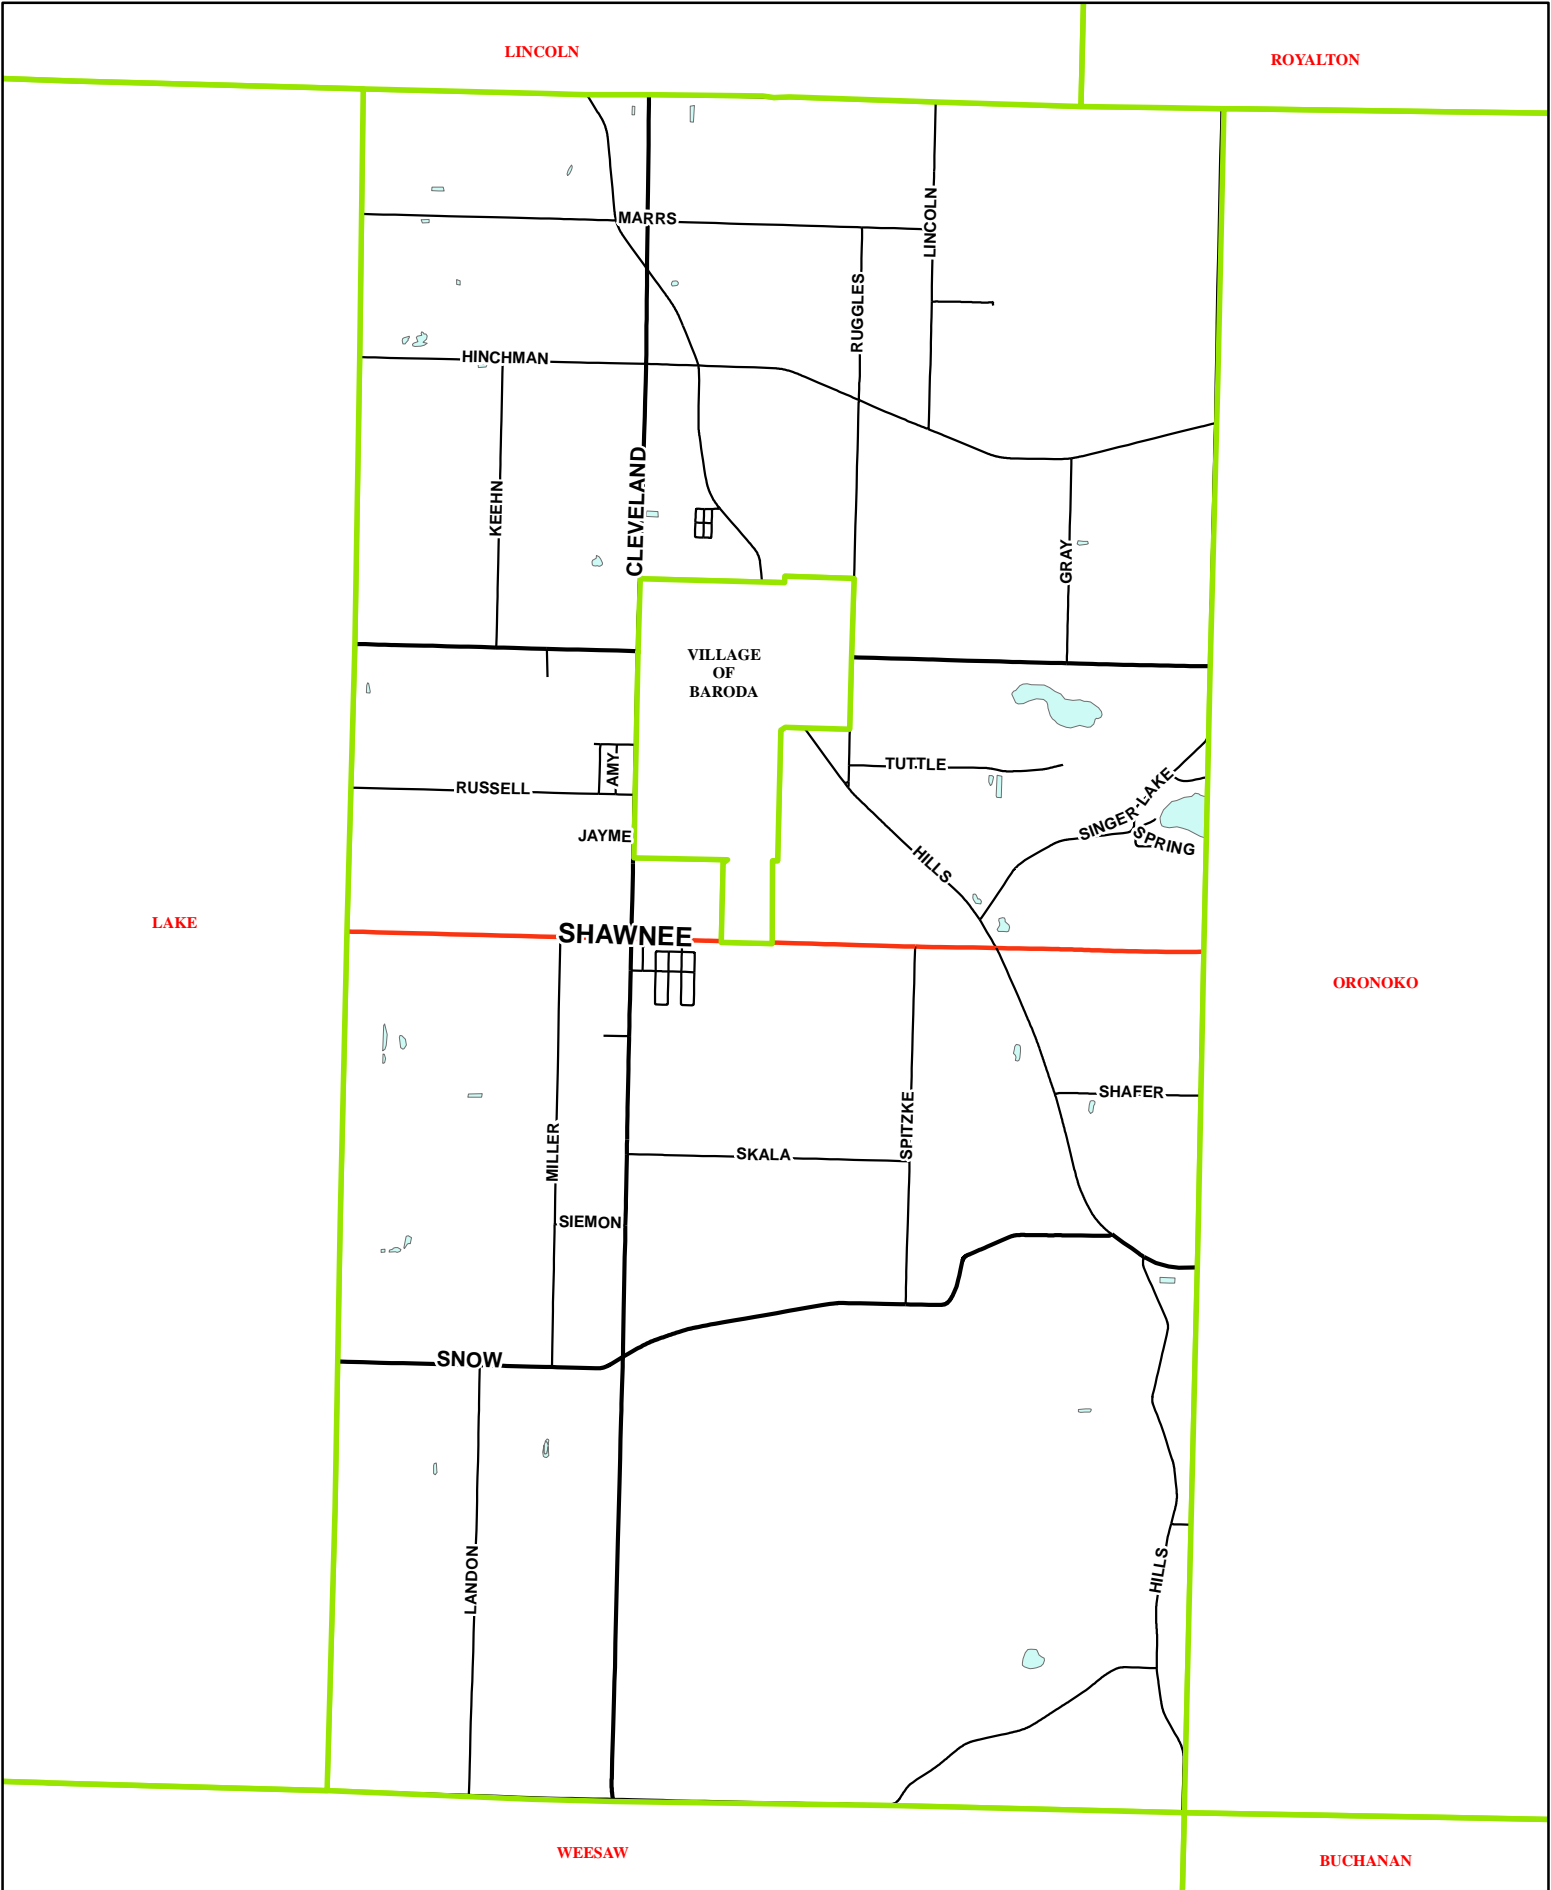 LINCOLN
ROYALTON
MARRS
LINCOLN
RUGGLES
HINCHMAN
CLEVELAND
KEEHN
GRAY
VILLAGE
OF
BARODA
AMY
TUTTLE
RUSSELL
SINGER LAKE
JAYME
SPRING
HILLS
LAKE
SHAWNEE
ORONOKO
SHAFER
SPITZKE
MILLER
SKALA
SIEMON
SNOW
LANDON
HILLS
WEESAW
BUCHANAN